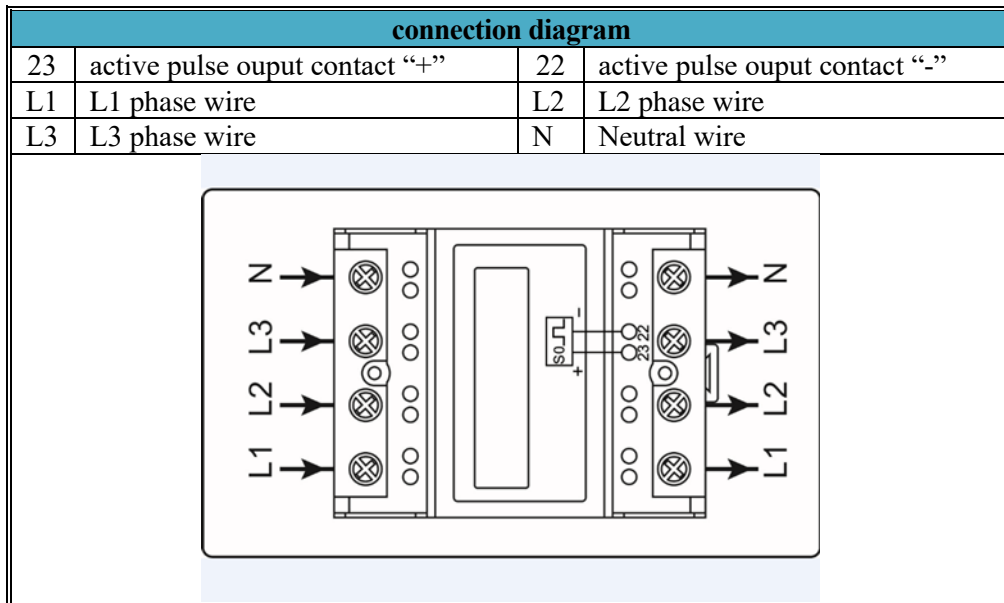 connection diagram
23 active pulse ouput contact “+” 22 active pulse ouput contact “-”
L1 L1 phase wire L2 L2 phase wire
L3 L3 phase wire N Neutral wire
N N
L3 L3
L2 L2
L1 L1
S0
- 22
+ 23